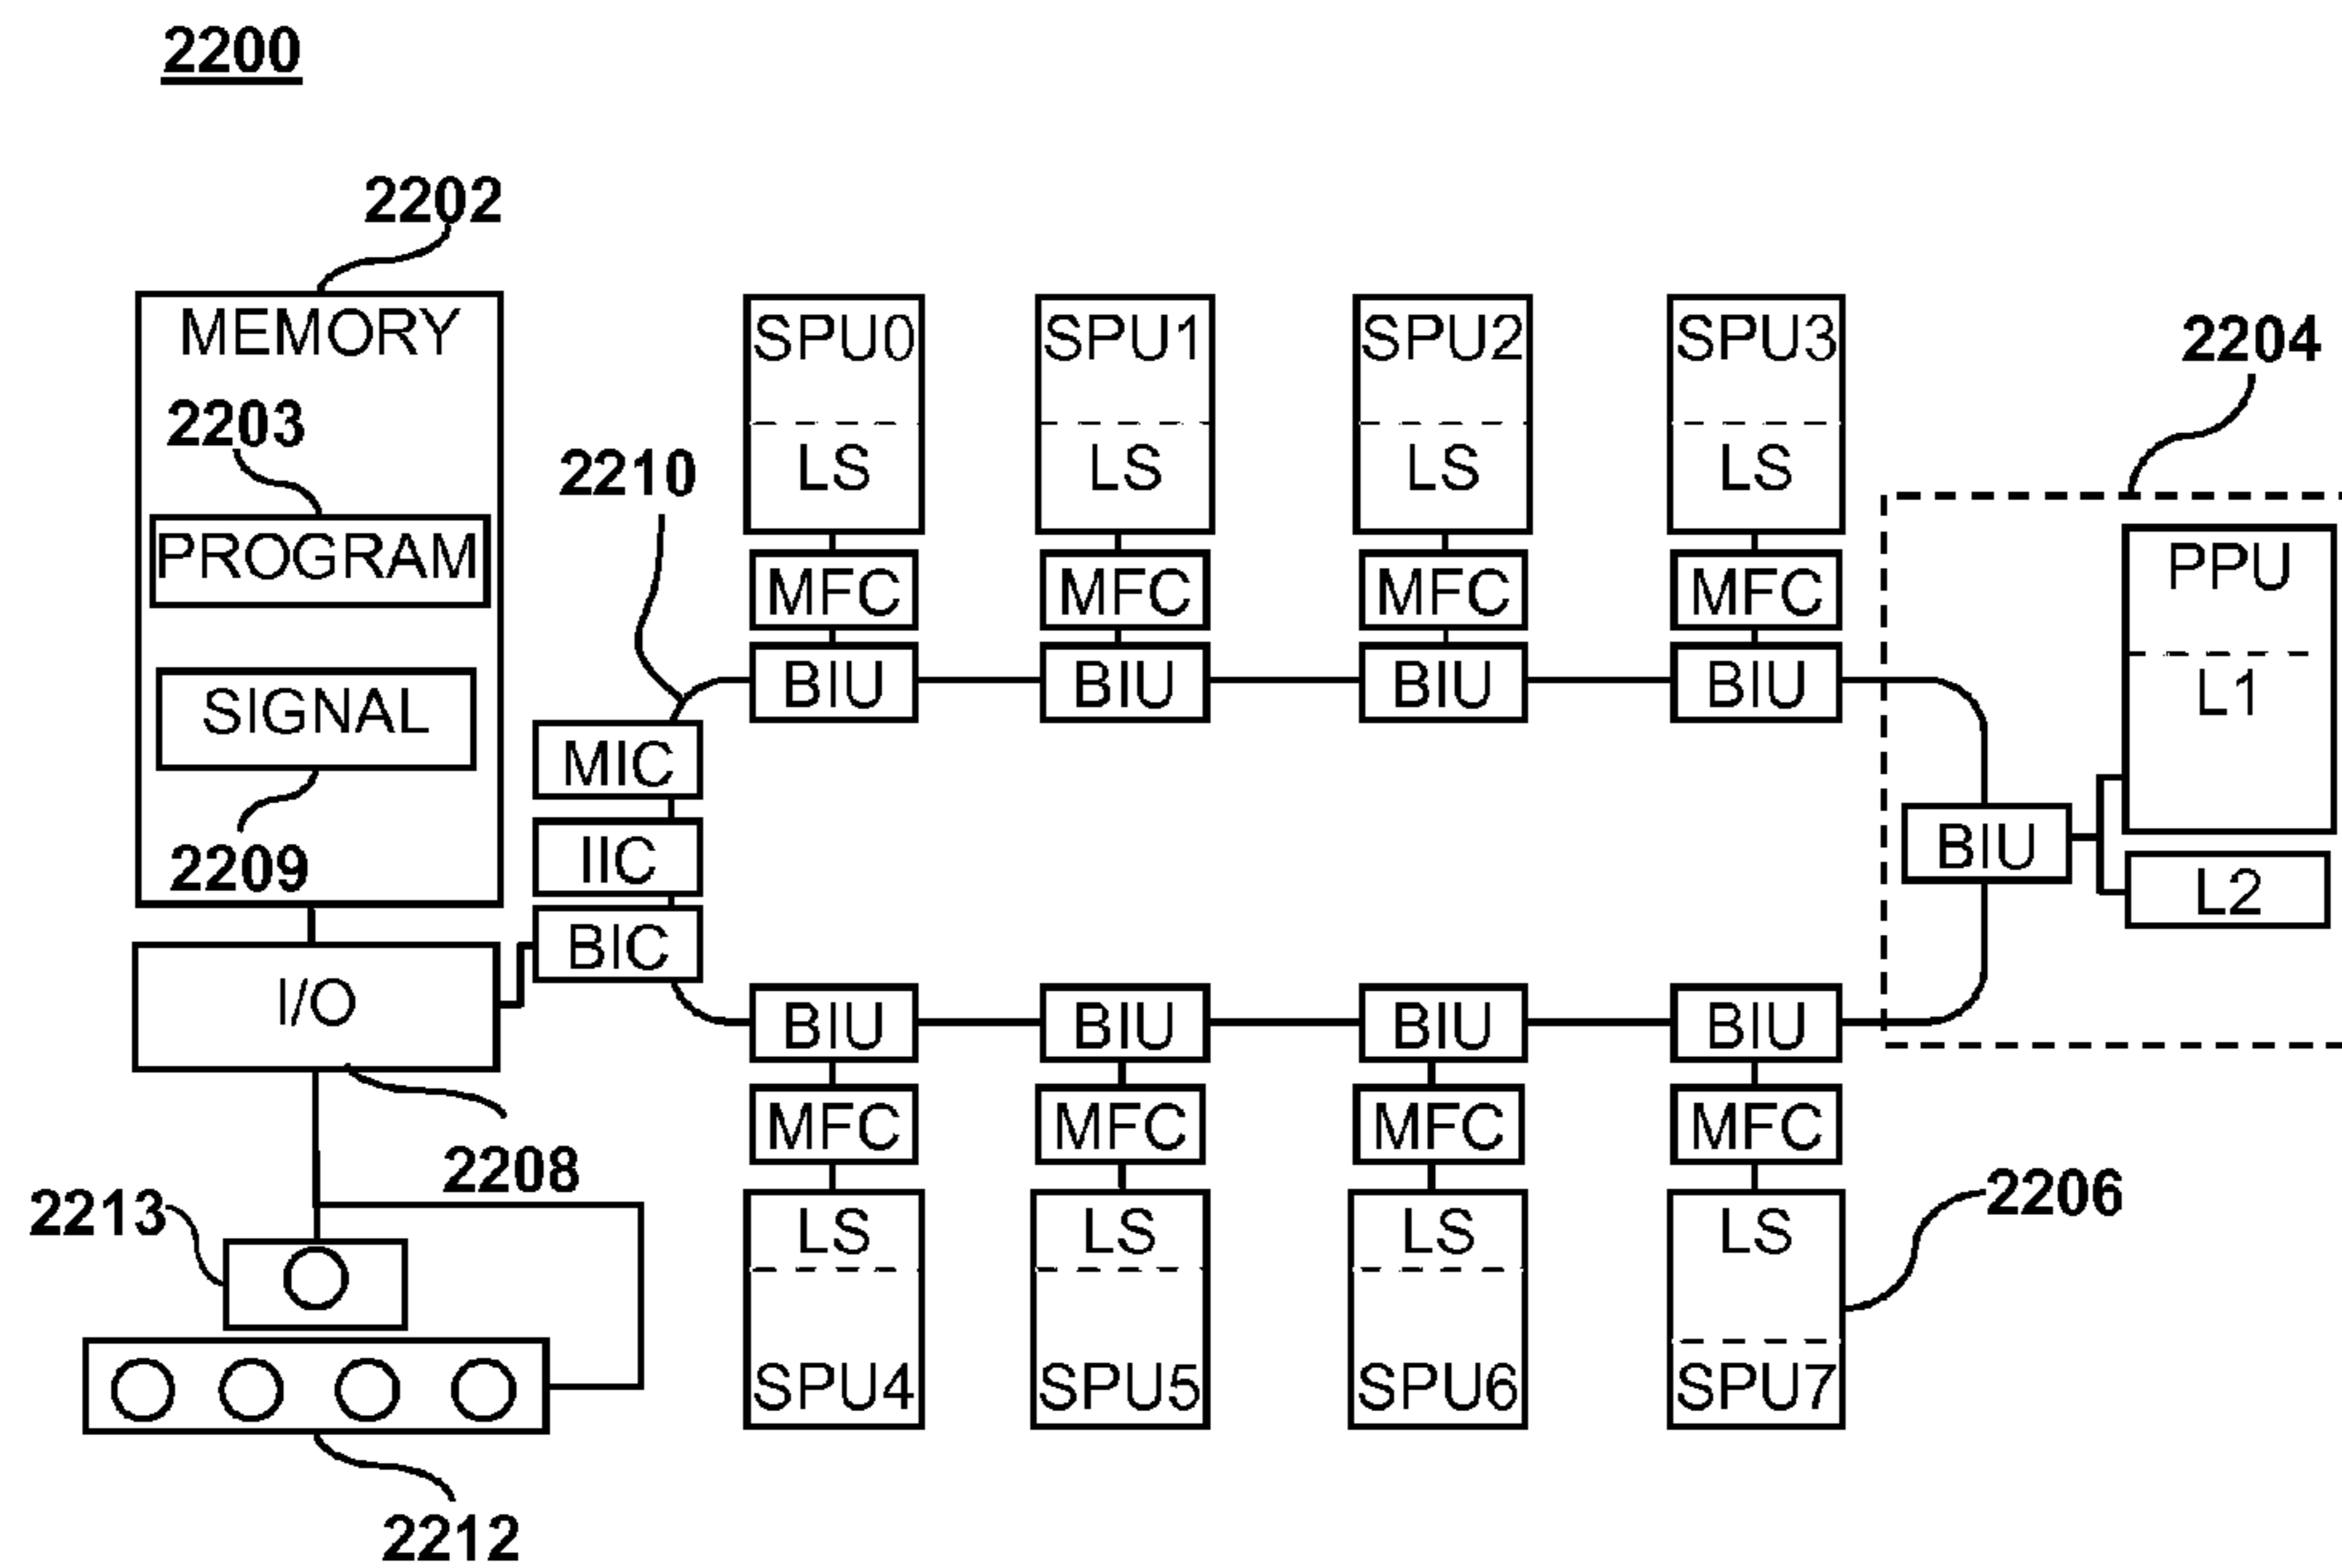 2200
2202
MEMORY
2203
PROGRAM
SIGNAL
2209
I/O
2208
2213
2212
2210
MIC
IIC
BIC
SPU0
LS
MFC
BIU
SPU1
LS
MFC
BIU
SPU2
LS
MFC
BIU
SPU3
LS
MFC
BIU
2204
PPU
L1
BIU
L2
BIU
MFC
LS
SPU4
BIU
MFC
LS
SPU5
BIU
MFC
LS
SPU6
BIU
MFC
LS
SPU7
2206